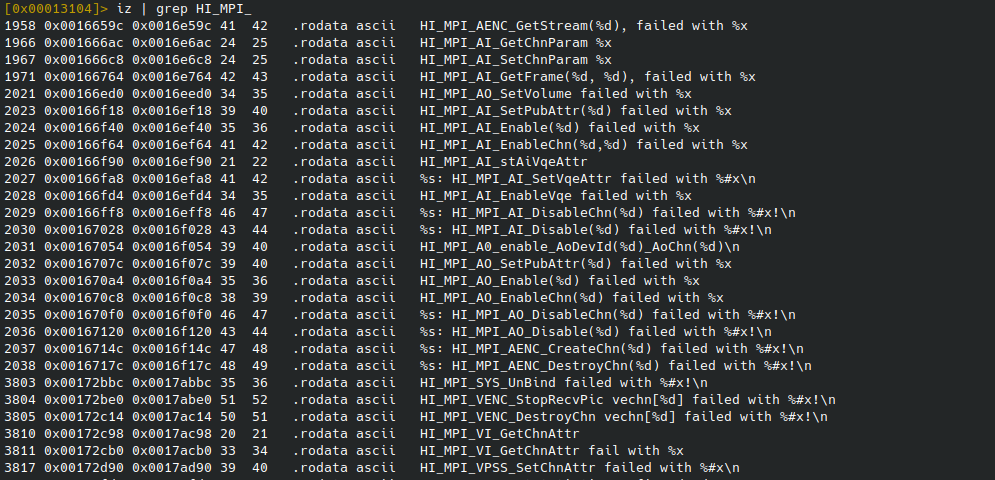 [0x00013104]> iz | grep HI_MPI_
1958 0x0016659c 0x0016e59c 41 42 .rodata ascii HI_MPI_AENC_GetStream(%d), failed with %x
1966 0x001666ac 0x0016e6ac 24 25 .rodata ascii HI_MPI_AI_GetChnParam %x
1967 0x001666c8 0x0016e6c8 24 25 .rodata ascii HI_MPI_AI_SetChnParam %x
1971 0x00166764 0x0016e764 42 43 .rodata ascii HI_MPI_AI_GetFrame(%d, %d), failed with %x
2021 0x00166ed0 0x0016eed0 34 35 .rodata ascii HI_MPI_AO_SetVolume failed with %x
2023 0x00166f18 0x0016ef18 39 40 .rodata ascii HI_MPI_AI_SetPubAttr(%d) failed with %x
2024 0x00166f40 0x0016ef40 35 36 .rodata ascii HI_MPI_AI_Enable(%d) failed with %x
2025 0x00166f64 0x0016ef64 41 42 .rodata ascii HI_MPI_AI_EnableChn(%d,%d) failed with %x
2026 0x00166f90 0x0016ef90 21 22 .rodata ascii HI_MPI_AI_stAiVqeAttr
2027 0x00166fa8 0x0016efa8 41 42 .rodata ascii %s: HI_MPI_AI_SetVqeAttr failed with %#x\n
2028 0x00166fd4 0x0016efd4 34 35 .rodata ascii HI_MPI_AI_EnableVqe failed with %x
2029 0x00166ff8 0x0016eff8 46 47 .rodata ascii %s: HI_MPI_AI_DisableChn(%d) failed with %#x!\n
2030 0x00167028 0x0016f028 43 44 .rodata ascii %s: HI_MPI_AI_Disable(%d) failed with %#x!\n
2031 0x00167054 0x0016f054 39 40 .rodata ascii HI_MPI_A0_enable_AoDevId(%d)_AoChn(%d)\n
2032 0x0016707c 0x0016f07c 39 40 .rodata ascii HI_MPI_AO_SetPubAttr(%d) failed with %x
2033 0x001670a4 0x0016f0a4 35 36 .rodata ascii HI_MPI_AO_Enable(%d) failed with %x
2034 0x001670c8 0x0016f0c8 38 39 .rodata ascii HI_MPI_AO_EnableChn(%d) failed with %x
2035 0x001670f0 0x0016f0f0 46 47 .rodata ascii %s: HI_MPI_AO_DisableChn(%d) failed with %#x!\n
2036 0x00167120 0x0016f120 43 44 .rodata ascii %s: HI_MPI_AO_Disable(%d) failed with %#x!\n
2037 0x0016714c 0x0016f14c 47 48 .rodata ascii %s: HI_MPI_AENC_CreateChn(%d) failed with %#x!\n
2038 0x0016717c 0x0016f17c 48 49 .rodata ascii %s: HI_MPI_AENC_DestroyChn(%d) failed with %#x!\n
3803 0x00172bbc 0x0017abbc 35 36 .rodata ascii HI_MPI_SYS_UnBind failed with %#x!\n
3804 0x00172be0 0x0017abe0 51 52 .rodata ascii HI_MPI_VENC_StopRecvPic vechn[%d] failed with %#x!\n
3805 0x00172c14 0x0017ac14 50 51 .rodata ascii HI_MPI_VENC_DestroyChn vechn[%d] failed with %#x!\n
3810 0x00172c98 0x0017ac98 20 21 .rodata ascii HI_MPI_VI_GetChnAttr
3811 0x00172cb0 0x0017acb0 33 34 .rodata ascii HI_MPI_VI_GetChnAttr fail with %x
3817 0x00172d90 0x0017ad90 39 40 .rodata ascii HI_MPI_VPSS_SetChnAttr failed with %#x\n